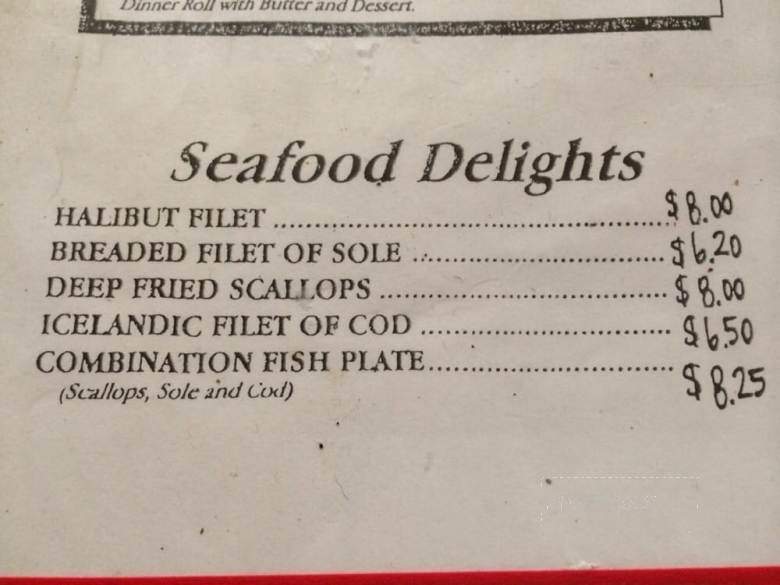 Dinner Roll with Butter and Dessert.
Seafood Delights
HALIBUT FILET ........................................................ $8.00
BREADED FILET OF SOLE ................................... $6.20
DEEP FRIED SCALLOPS ........................................ $8.00
ICELANDIC FILET OF COD ................................... $6.50
COMBINATION FISH PLATE................................... $8.25
(Scallops, Sole and Cod)